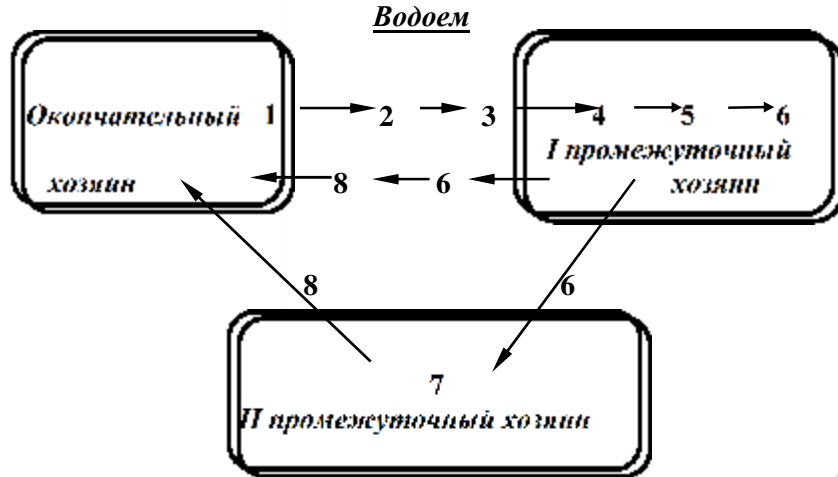 Водоем
Окончательный 1 2 3 4 5 6
I промежуточный
хозяин 8 6 хозяин
8 6
7
II промежуточный хозяин